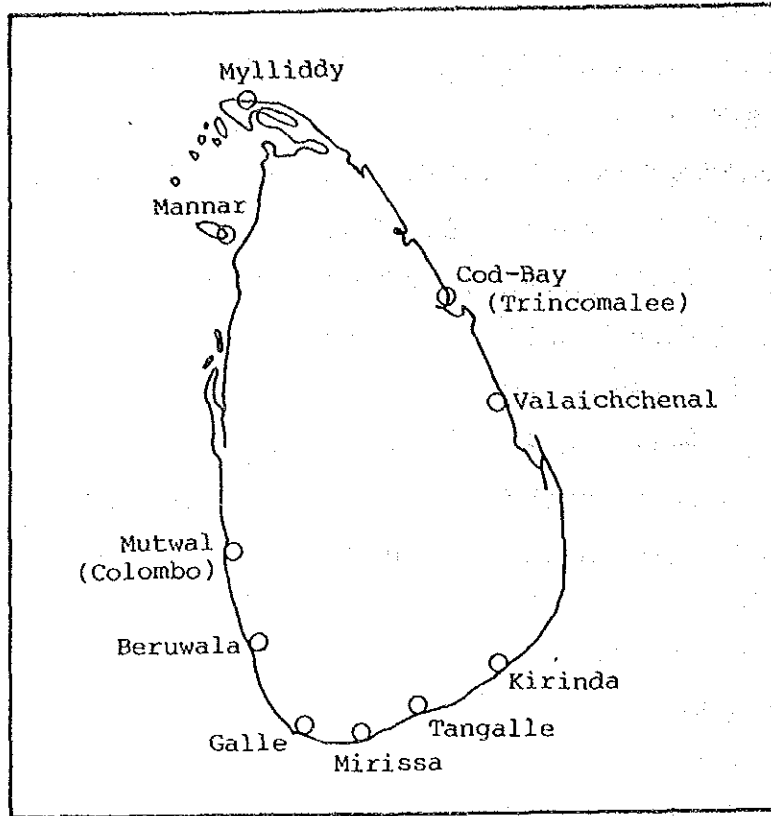 Mylliddy
Mannar
Cod-Bay
(Trincomalee)
Valaichchenal
Mutwal
(Colombo)
Beruwala
Kirinda
Galle
Tangalle
Mirissa